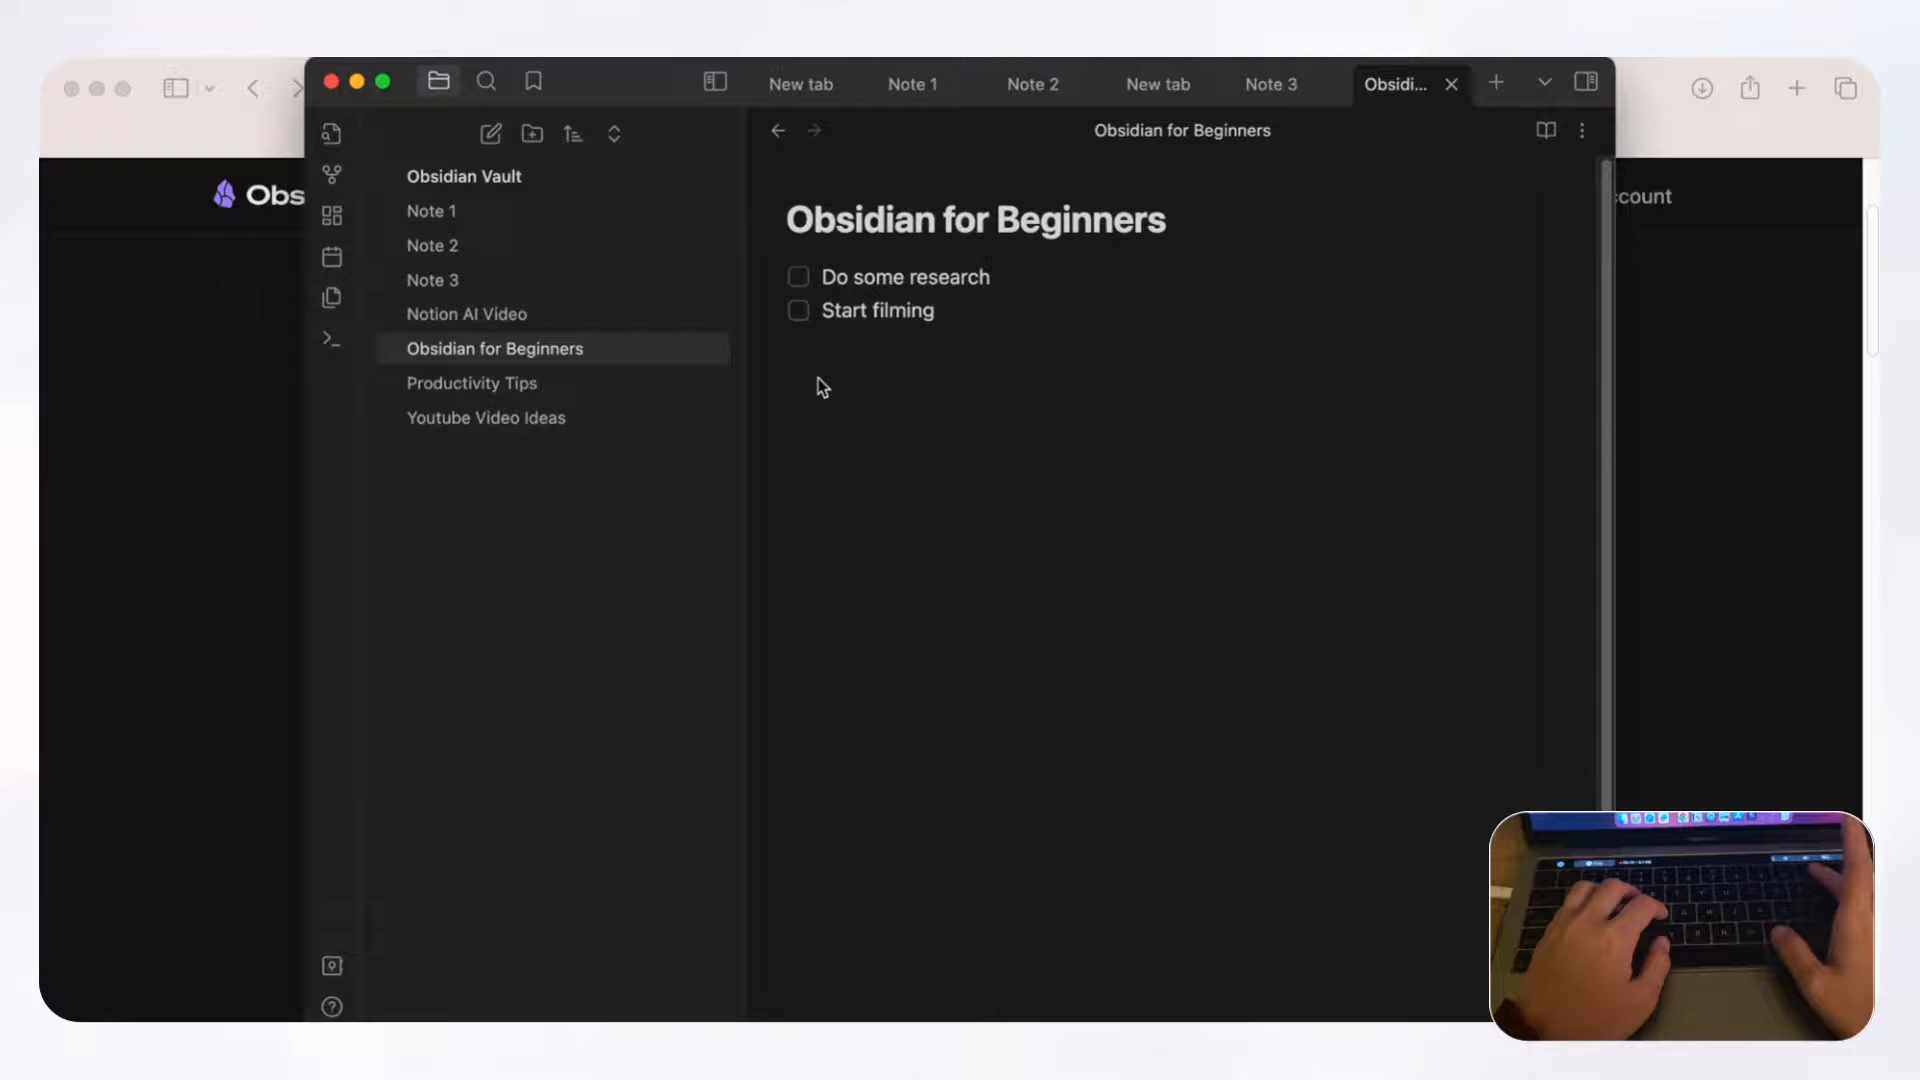 New tab
Note 1
Note 2
New tab
Note 3
Obsidi...
Obsidian for Beginners
Obs
ccount
Obsidian Vault
Note 1
Note 2
Note 3
Notion AI Video
Obsidian for Beginners
Productivity Tips
Youtube Video Ideas
Obsidian for Beginners
Do some research
Start filming